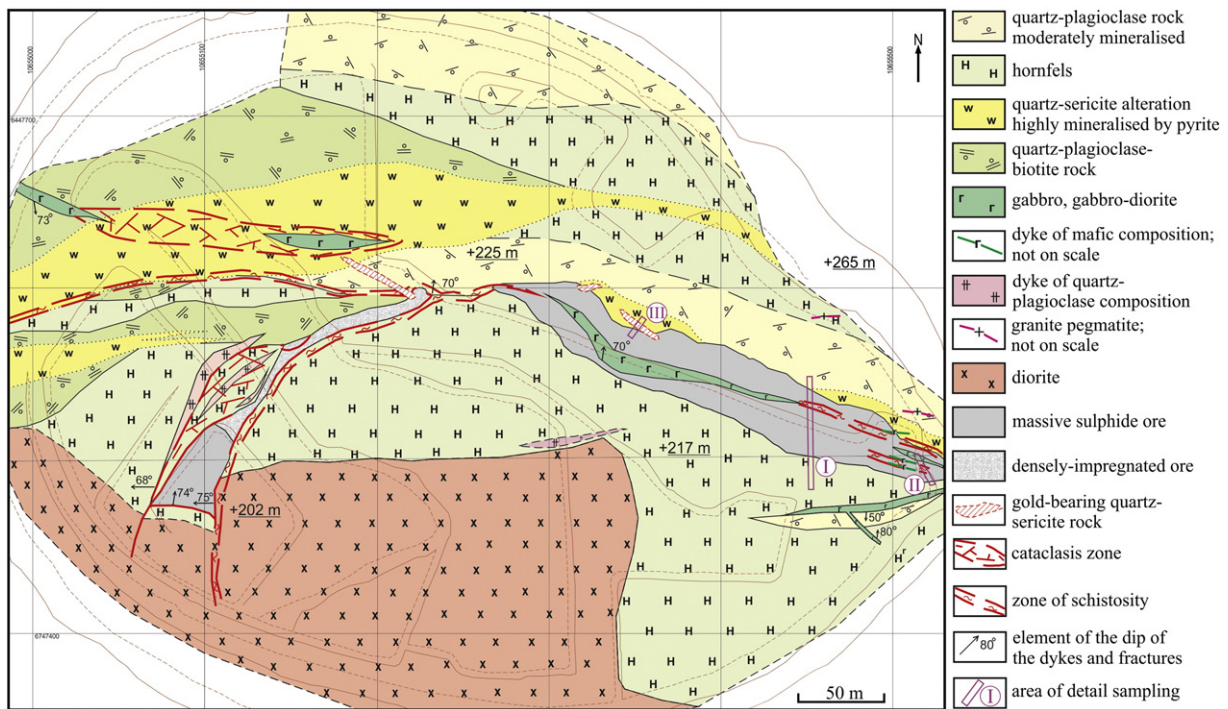 10655000
10655100
10655500
N
6447700
73°
+225 m
+265 m
70°
III
70°
+217 m
I
II
68°
74°
75°
+202 m
50°
80°
6747400
50 m
quartz-plagioclase rock
moderately mineralised
hornfels
quartz-sericite alteration
highly mineralised by pyrite
quartz-plagioclase-
biotite rock
gabbro, gabbro-diorite
dyke of mafic composition;
not on scale
dyke of quartz-
plagioclase composition
granite pegmatite;
not on scale
diorite
massive sulphide ore
densely-impregnated ore
gold-bearing quartz-
sericite rock
cataclasis zone
zone of schistosity
80°
element of the dip of
the dykes and fractures
I
area of detail sampling